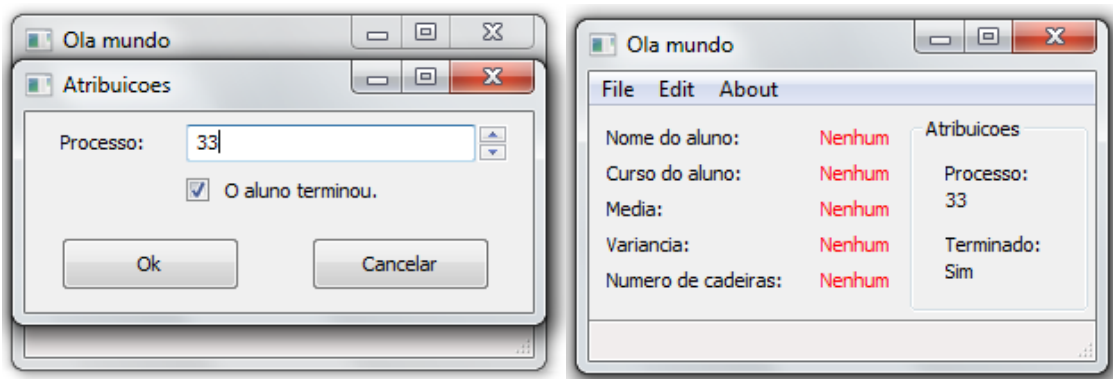 Ola mundo
Atribuicoes
Processo:
33
O aluno terminou.
Ok
Cancelar
Ola mundo
File Edit About
Nome do aluno: Nenhum
Curso do aluno: Nenhum
Media: Nenhum
Variancia: Nenhum
Numero de cadeiras: Nenhum
Atribuicoes
Processo:
33
Terminado:
Sim